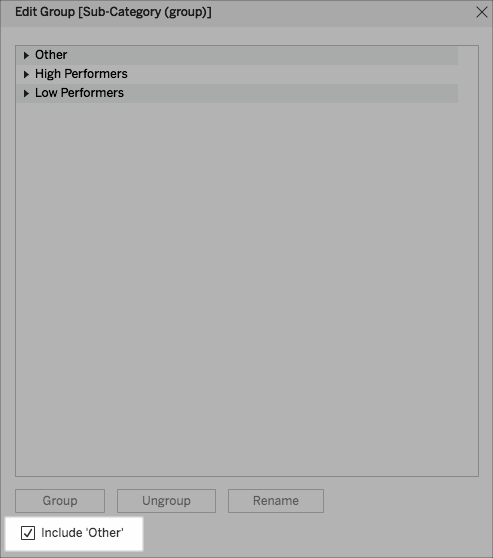 Edit Group [Sub-Category (group)]
Other
High Performers
Low Performers
Group Ungroup Rename
Include 'Other'